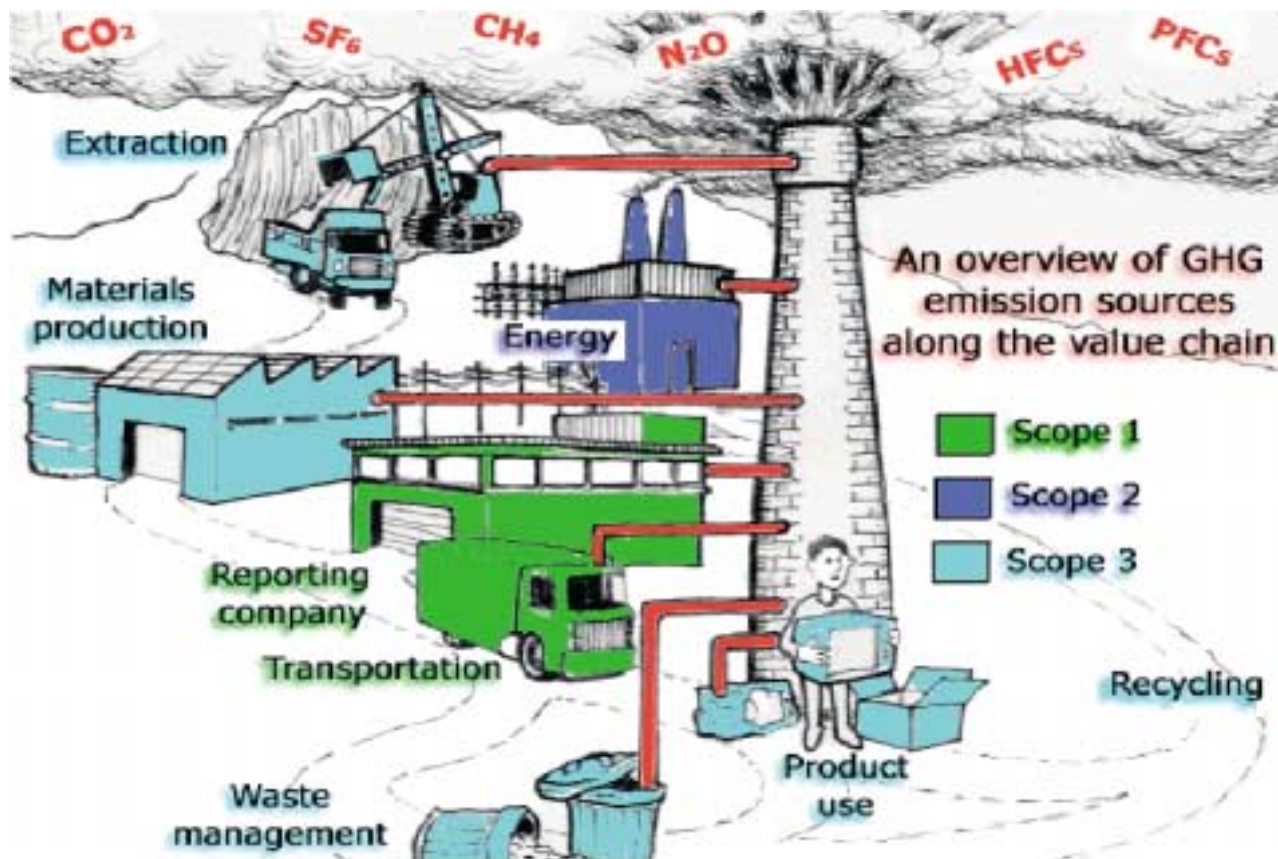 CO₂
SF₆
CH₄
N₂O
HFCs
PFCs
Extraction
An overview of GHG
emission sources
along the value chain
Materials
production
Energy
Scope 1
Scope 2
Scope 3
Reporting
company
Transportation
Recycling
Product
use
Waste
management